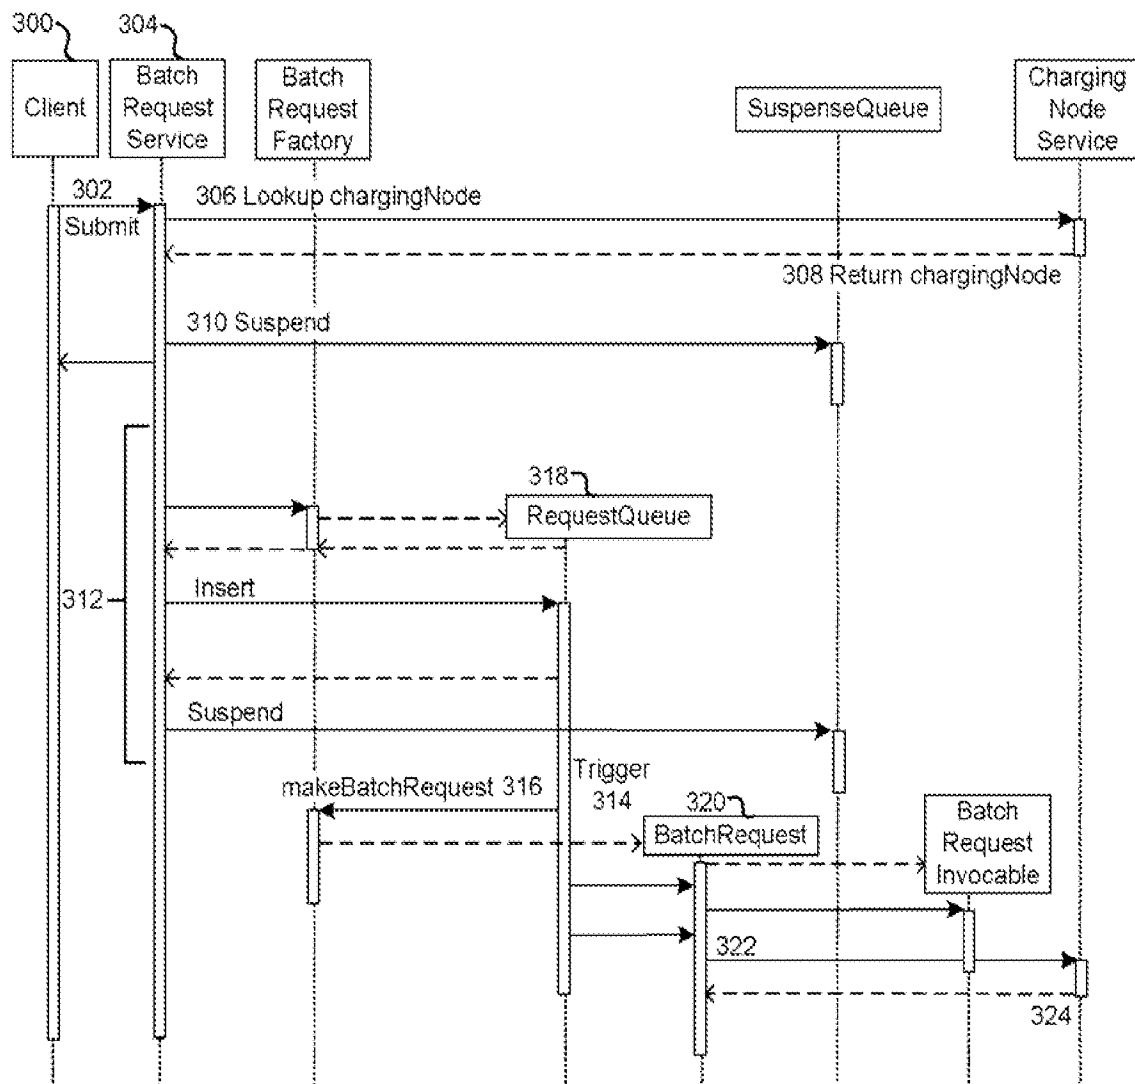 300
304
Client
Batch
Request
Service
Batch
Request
Factory
SuspenseQueue
Charging
Node
Service
302
Submit
306 Lookup chargingNode
308 Return chargingNode
310 Suspend
318
RequestQueue
312
Insert
Suspend
makeBatchRequest 316
Trigger
314
320
BatchRequest
Batch
Request
Invocable
322
324